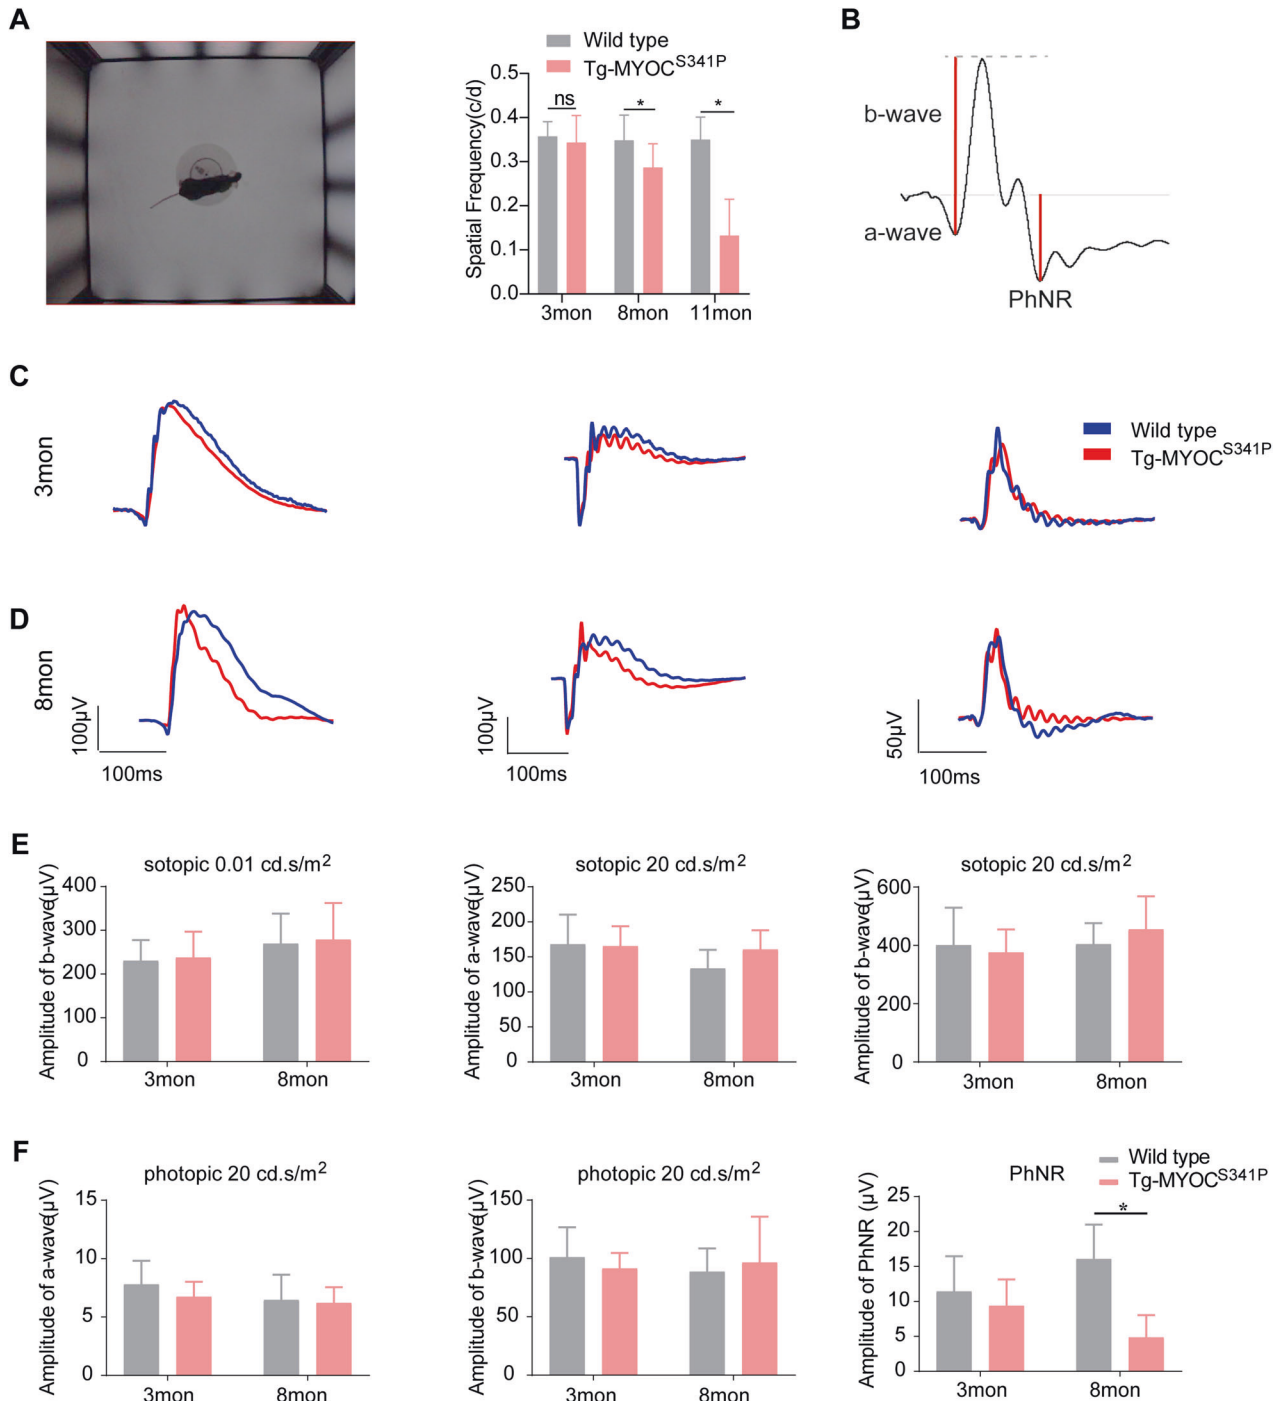 A
Wild type
Tg-MYOC^S341P
Spatial Frequency(c/d)
0.5
0.4
0.3
0.2
0.1
0.0
ns
*
*
3mon
8mon
11mon
B
b-wave
a-wave
PhNR
C
3mon
Wild type
Tg-MYOC^S341P
D
8mon
100µV
100ms
100µV
100ms
50µV
100ms
E
sotopic 0.01 cd.s/m²
Amplitude of b-wave(µV)
400
300
200
100
0
3mon
8mon
sotopic 20 cd.s/m²
Amplitude of a-wave(µV)
250
200
150
100
50
0
3mon
8mon
sotopic 20 cd.s/m²
Amplitude of b-wave(µV)
600
400
200
0
3mon
8mon
F
photopic 20 cd.s/m²
Amplitude of a-wave(µV)
15
10
5
0
3mon
8mon
photopic 20 cd.s/m²
Amplitude of b-wave(µV)
150
100
50
0
3mon
8mon
Wild type
Tg-MYOC^S341P
PhNR
Amplitude of PhNR (µV)
25
20
15
10
5
0
*
3mon
8mon